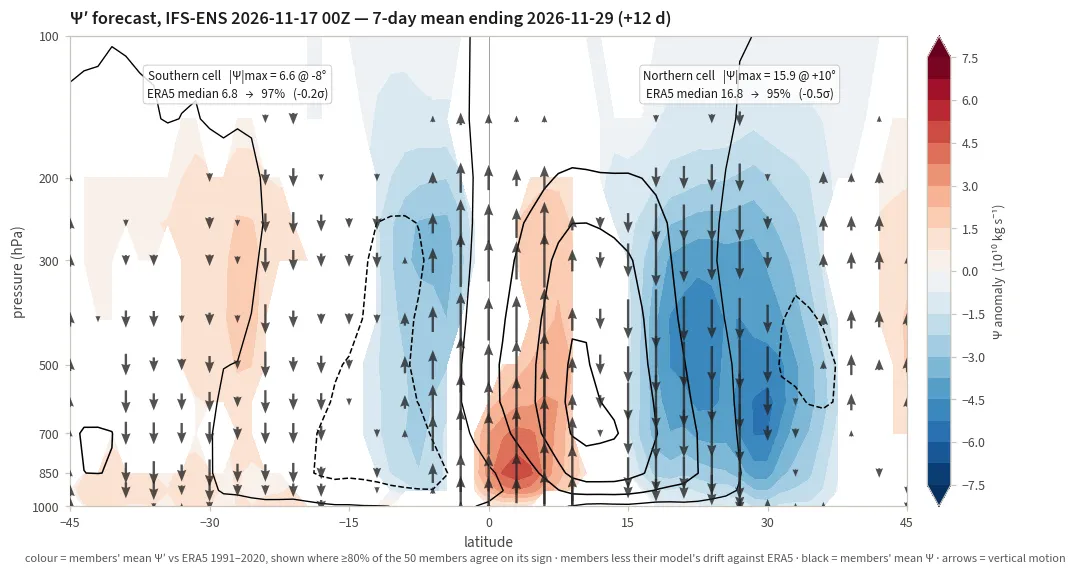 Ψ′ forecast, IFS-ENS 2026-11-17 00Z — 7-day mean ending 2026-11-29 (+12 d)
Southern cell |Ψ|max = 6.6 @ -8°
ERA5 median 6.8 → 97% (-0.2σ)
Northern cell |Ψ|max = 15.9 @ +10°
ERA5 median 16.8 → 95% (-0.5σ)
100
200
300
400
500
700
850
1000
pressure (hPa)
−45
−30
−15
0
15
30
45
latitude
7.5
6.0
4.5
3.0
1.5
0.0
−1.5
−3.0
−4.5
−6.0
−7.5
Ψ anomaly (10¹⁰ kg s⁻¹)
colour = members' mean Ψ′ vs ERA5 1991–2020, shown where ≥80% of the 50 members agree on its sign · members less their model's drift against ERA5 · black = members' mean Ψ · arrows = vertical motion